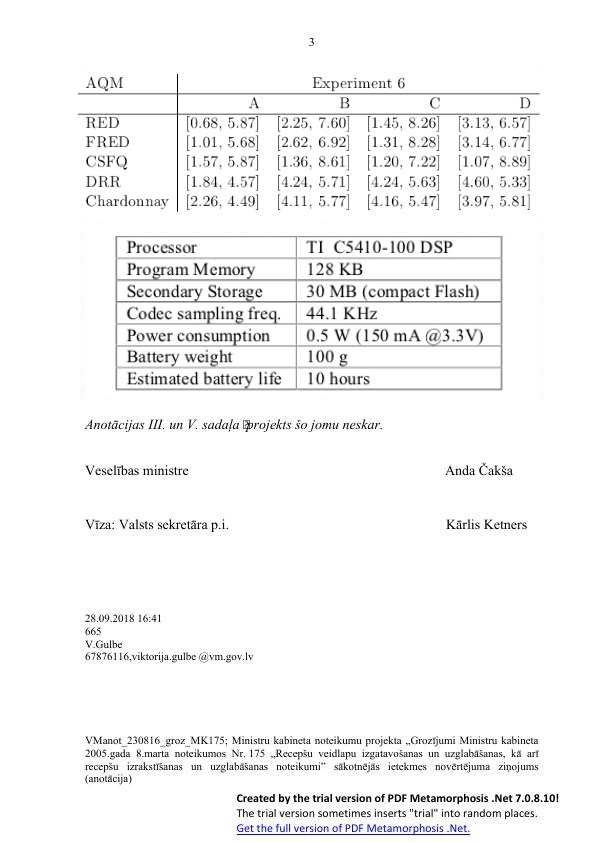 3
AQM Experiment 6
A B C D
RED [0.68, 5.87] [2.25, 7.60] [1.45, 8.26] [3.13, 6.57]
FRED [1.01, 5.68] [2.62, 6.92] [1.31, 8.28] [3.14, 6.77]
CSFQ [1.57, 5.87] [1.36, 8.61] [1.20, 7.22] [1.07, 8.89]
DRR [1.84, 4.57] [4.24, 5.71] [4.24, 5.63] [4.60, 5.33]
Chardonnay [2.26, 4.49] [4.11, 5.77] [4.16, 5.47] [3.97, 5.81]
Processor TI C5410-100 DSP
Program Memory 128 KB
Secondary Storage 30 MB (compact Flash)
Codec sampling freq. 44.1 KHz
Power consumption 0.5 W (150 mA @3.3V)
Battery weight 100 g
Estimated battery life 10 hours
Anotācijas III. un V. sadaļa projekts šo jomu neskar.
Veselības ministre Anda Čakša
Vīza: Valsts sekretāra p.i. Kārlis Ketners
28.09.2018 16:41
665
V.Gulbe
67876116,viktorija.gulbe @vm.gov.lv
VManot_230816_groz_MK175; Ministru kabineta noteikumu projekta „Grozījumi Ministru kabineta
2005.gada 8.marta noteikumos Nr. 175 „Recepšu veidlapu izgatavošanas un uzglabāšanas, kā arī
recepšu izrakstīšanas un uzglabāšanas noteikumi” sākotnējās ietekmes novērtējuma ziņojums
(anotācija)
Created by the trial version of PDF Metamorphosis .Net 7.0.8.10!
The trial version sometimes inserts "trial" into random places.
Get the full version of PDF Metamorphosis .Net.